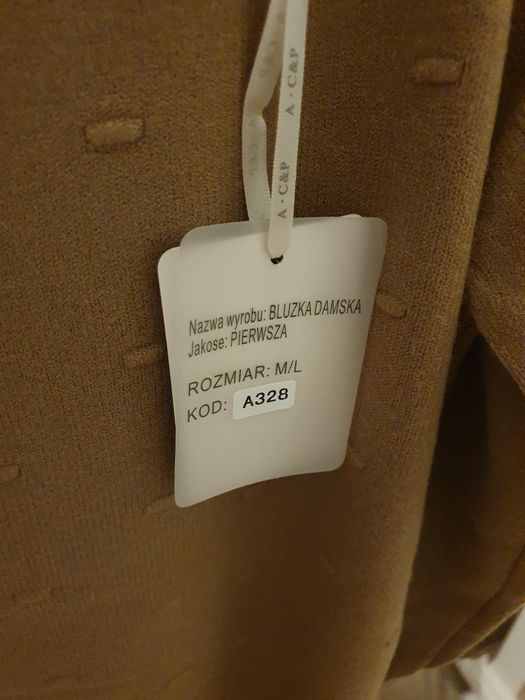 A · C&P
A · C&P
Nazwa wyrobu: BLUZKA DAMSKA
Jakose: PIERWSZA
ROZMIAR: M/L
KOD: A328